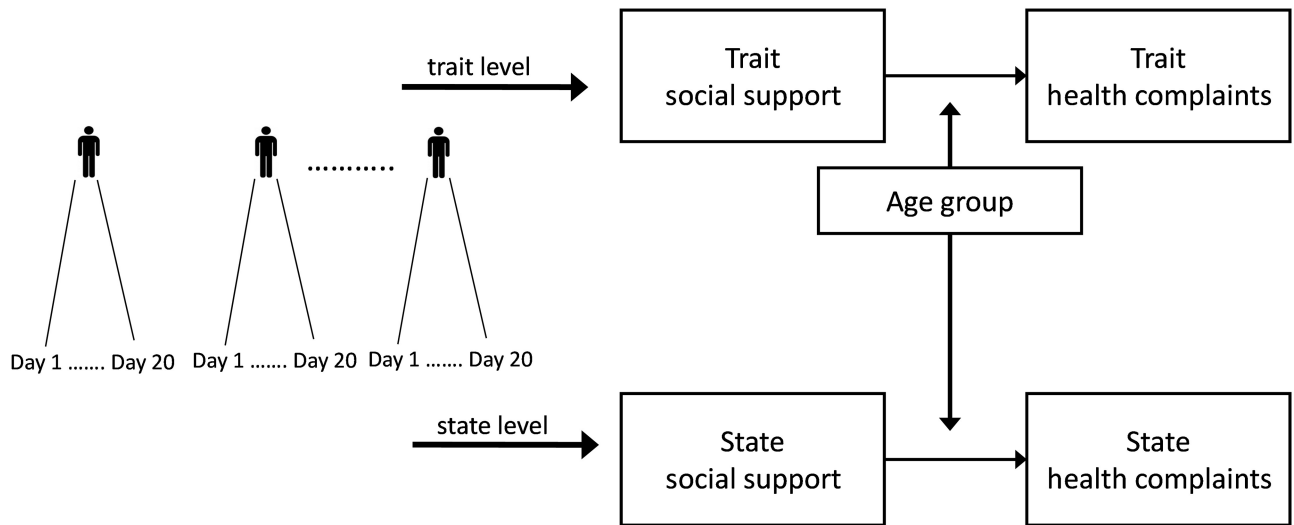 trait level
Trait
social support
Trait
health complaints
Age group
Day 1 ……. Day 20
Day 1 ……. Day 20
Day 1 ……. Day 20
state level
State
social support
State
health complaints